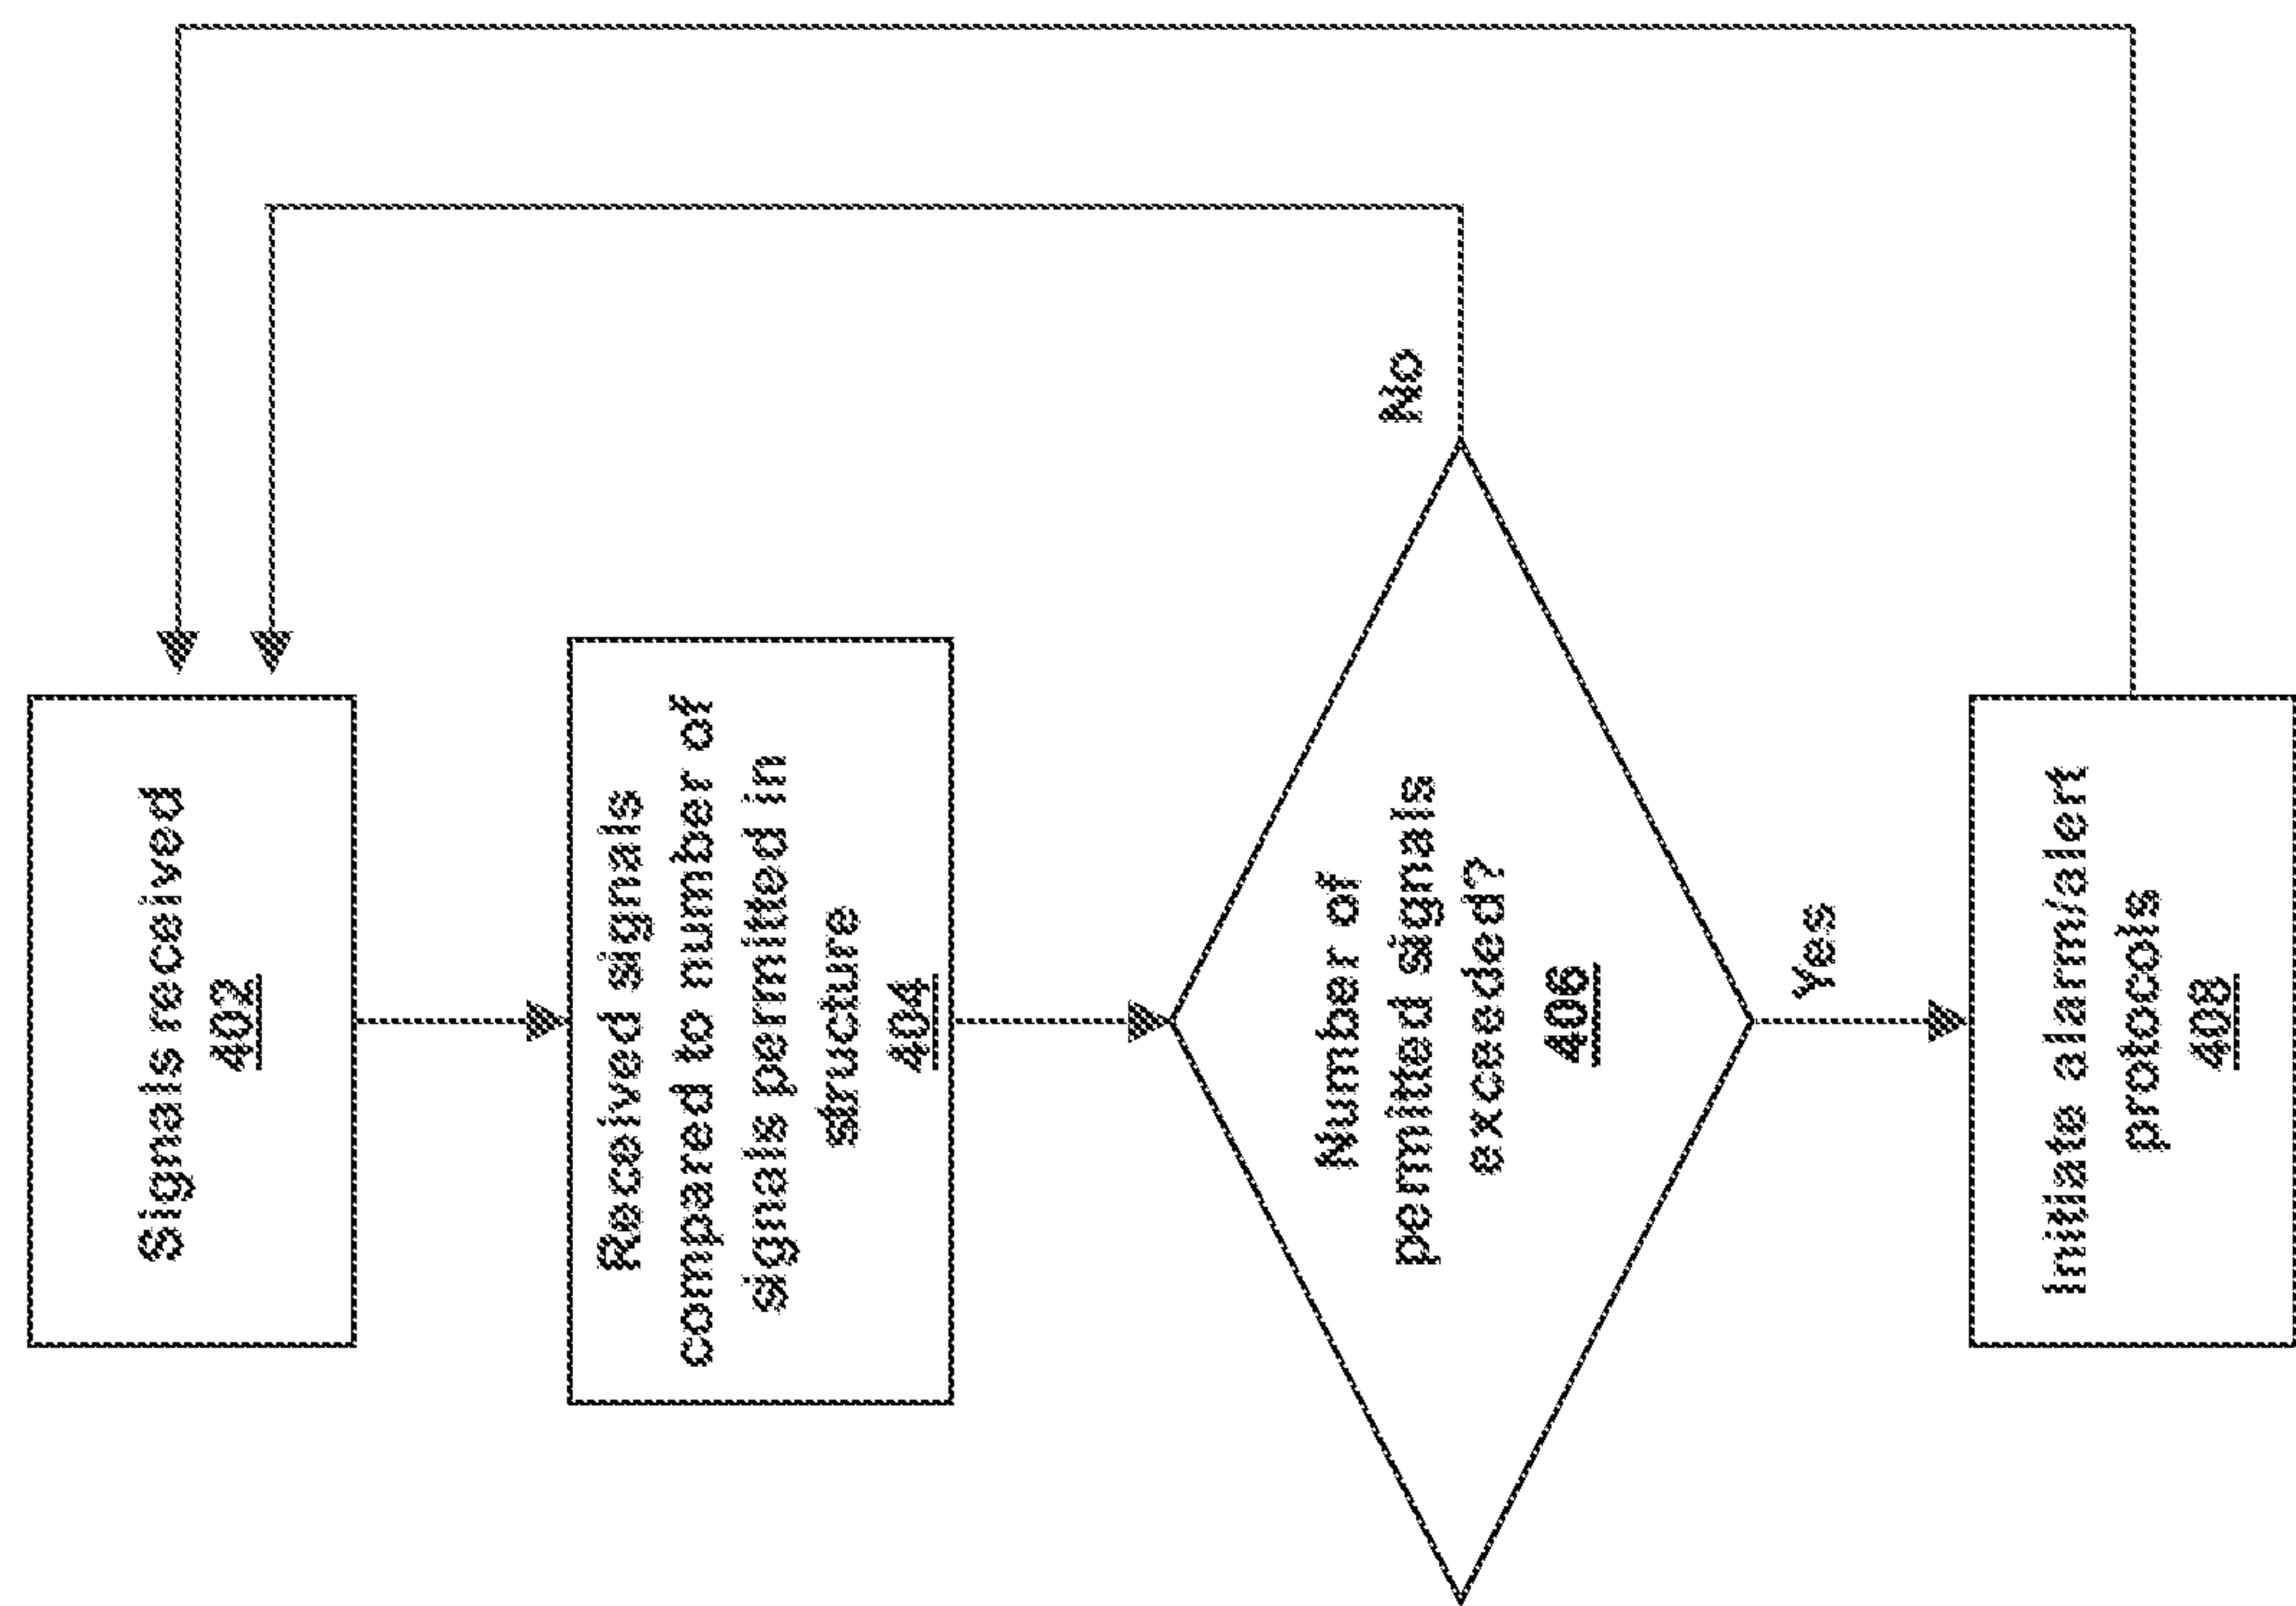 Signals received
402
Received signals
compared to number of
signals permitted in
structure
404
Number of
permitted signals
exceeded?
406
No
Yes
Initiate alarm/alert
protocols
408